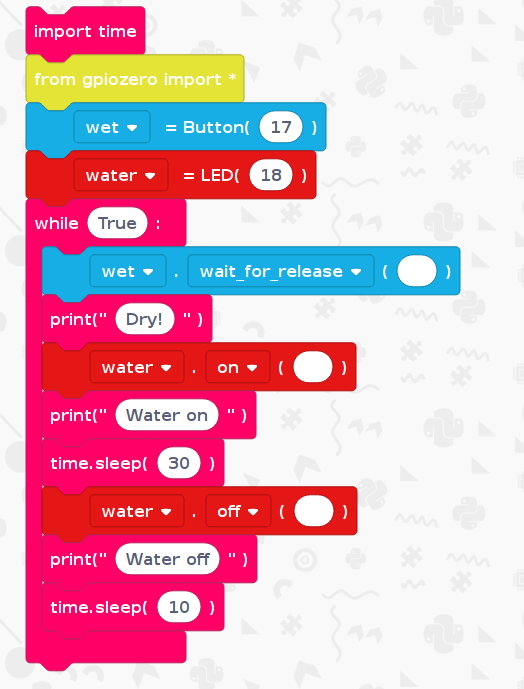 import time
from gpiozero import *
wet = Button( 17 )
water = LED( 18 )
while True :
wet . wait_for_release ( )
print(" Dry! " )
water . on ( )
print(" Water on " )
time.sleep( 30 )
water . off ( )
print(" Water off " )
time.sleep( 10 )